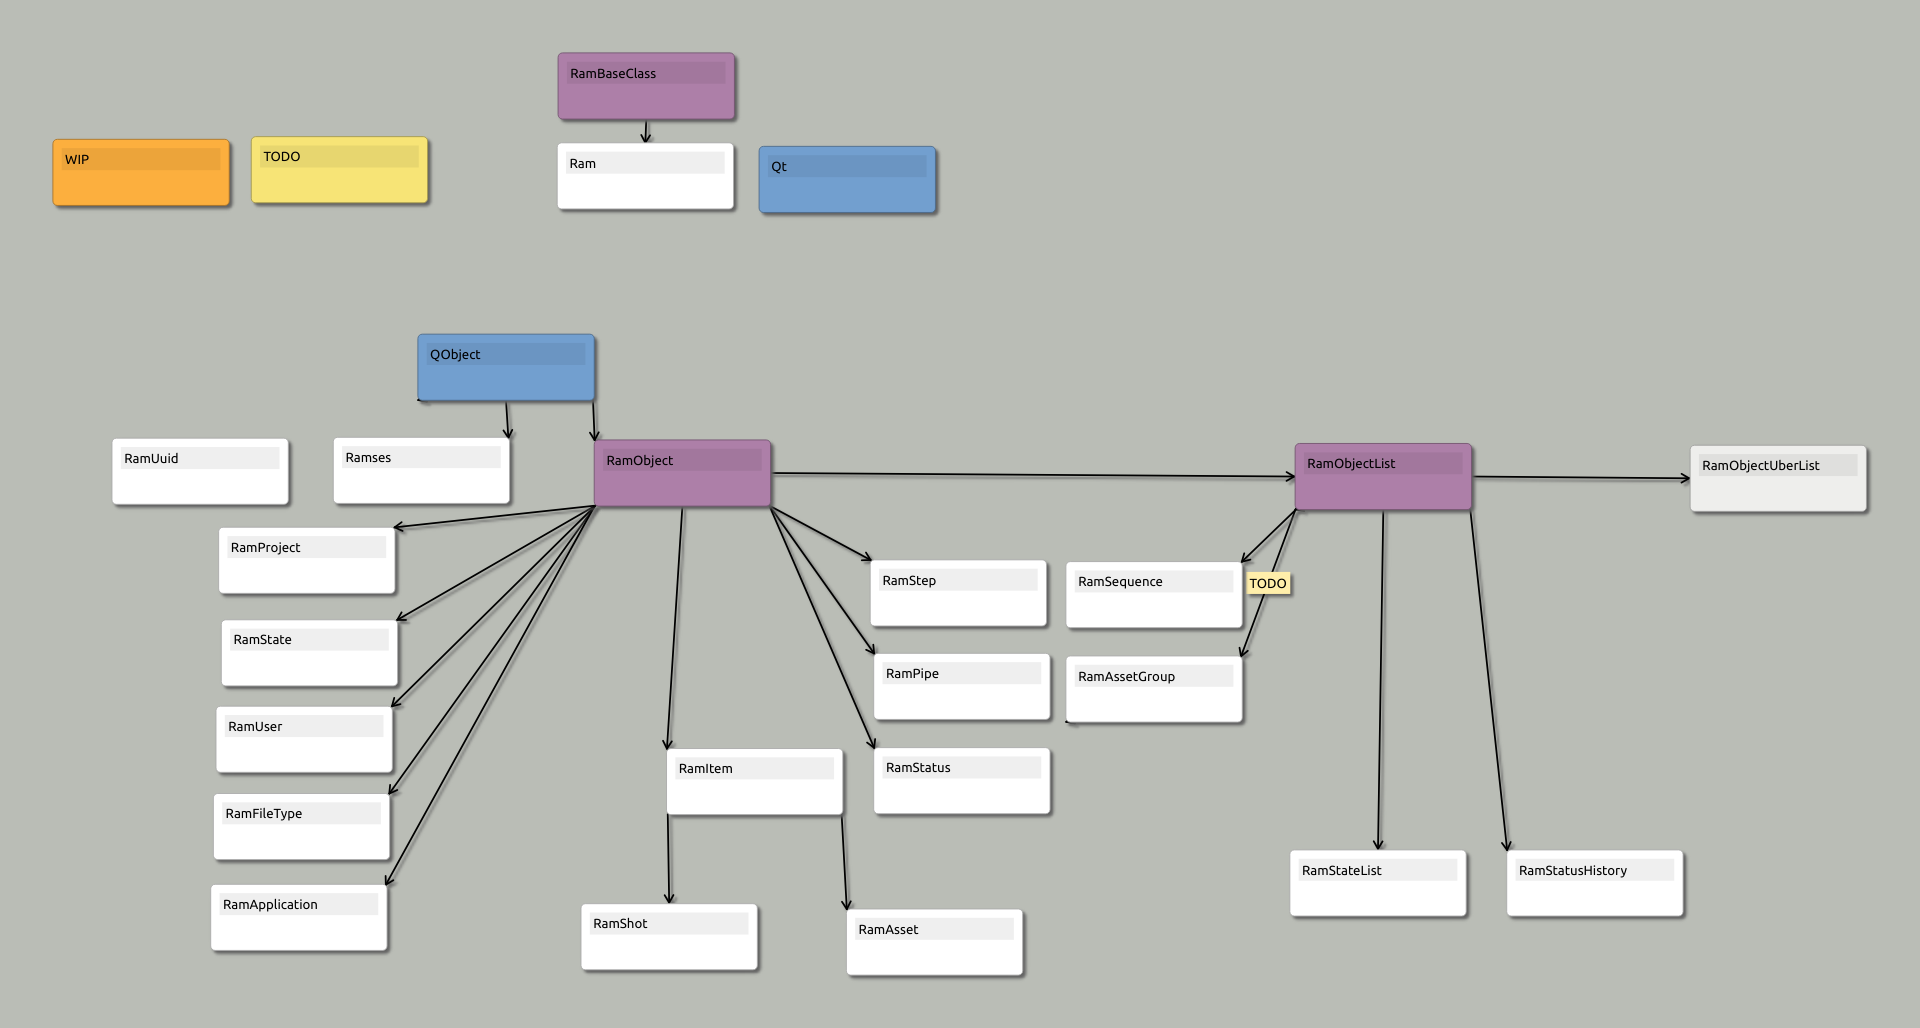 RamBaseClass
WIP
TODO
Ram
Qt
QObject
RamUuid
Ramses
RamObject
RamObjectList
RamObjectUberList
RamProject
RamStep
RamSequence
TODO
RamState
RamPipe
RamAssetGroup
RamUser
RamItem
RamStatus
RamFileType
RamStateList
RamStatusHistory
RamApplication
RamShot
RamAsset